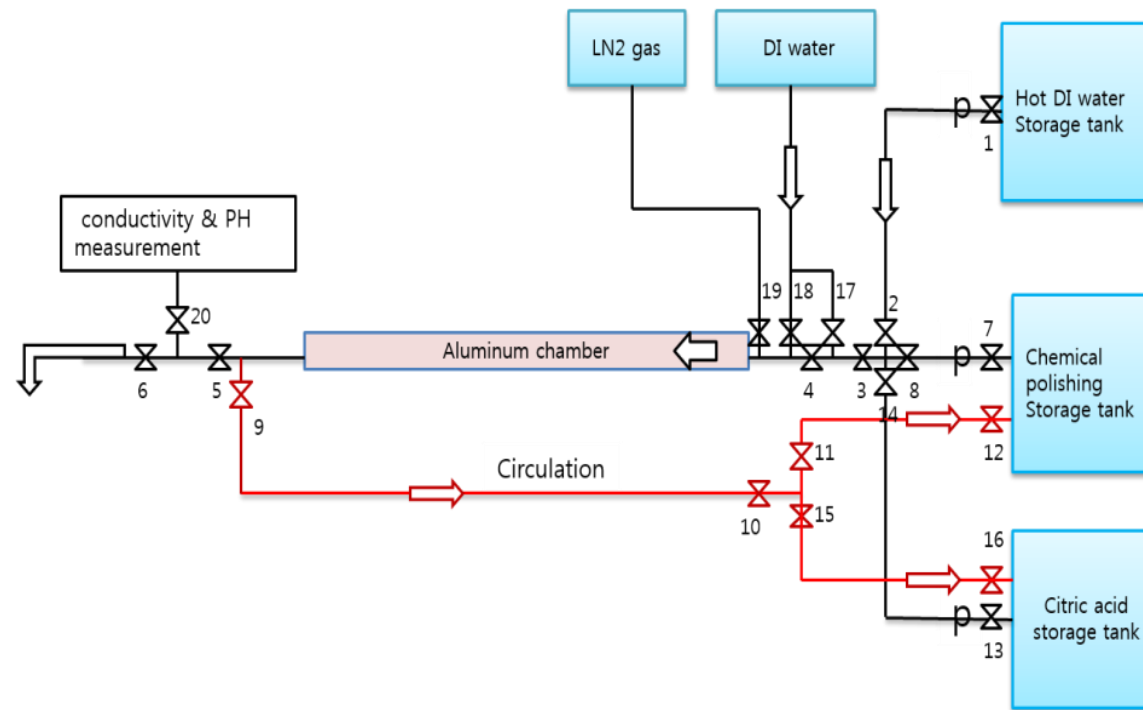 LN2 gas
DI water
Hot DI water
Storage tank
p
1
conductivity & PH
measurement
19
18
17
2
7
20
Aluminum chamber
p
Chemical
polishing
Storage tank
6
5
4
3
8
14
9
11
12
Circulation
10
15
16
Citric acid
storage tank
p
13